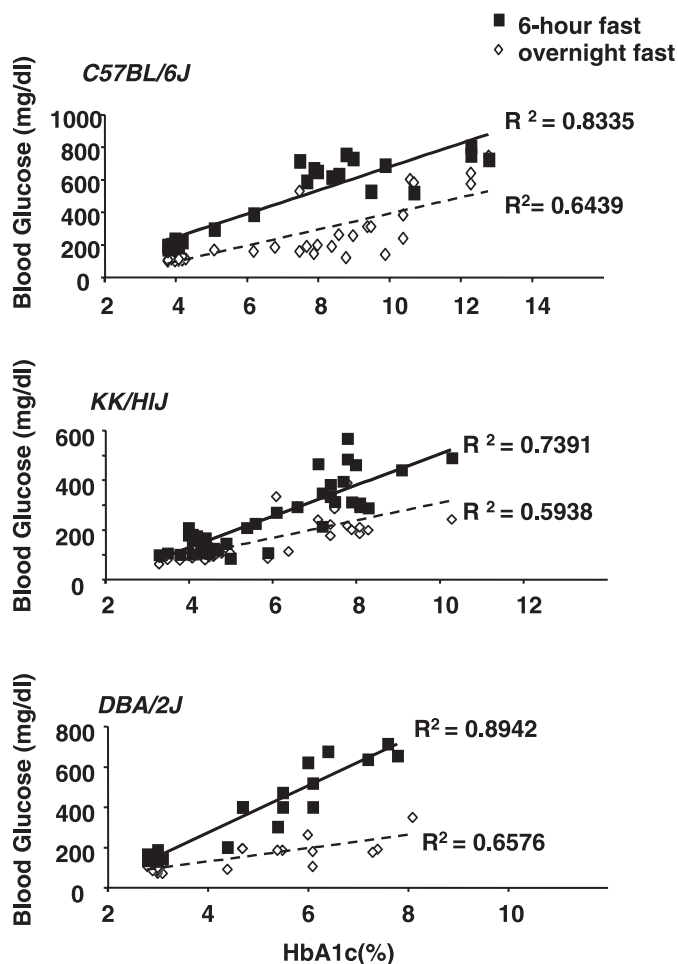 6-hour fast
overnight fast
C57BL/6J
Blood Glucose (mg/dl)
1000
800
600
400
200
0
R 2 = 0.8335
R2= 0.6439
2 4 6 8 10 12 14
KK/HlJ
Blood Glucose (mg/dl)
600
400
200
0
R 2 = 0.7391
R 2 = 0.5938
2 4 6 8 10 12
DBA/2J
Blood Glucose (mg/dl)
800
600
400
200
0
R2 = 0.8942
R2 = 0.6576
2 4 6 8 10
HbA1c(%)